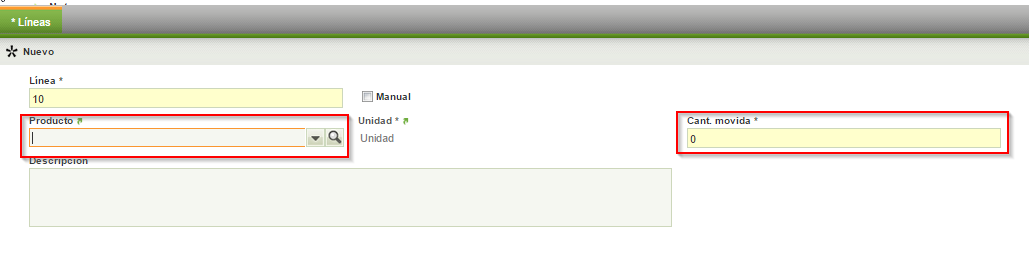 * Líneas
Nuevo
Línea *
10
Manual
Producto
Unidad *
Unidad
Cant. movida *
0
Descripción